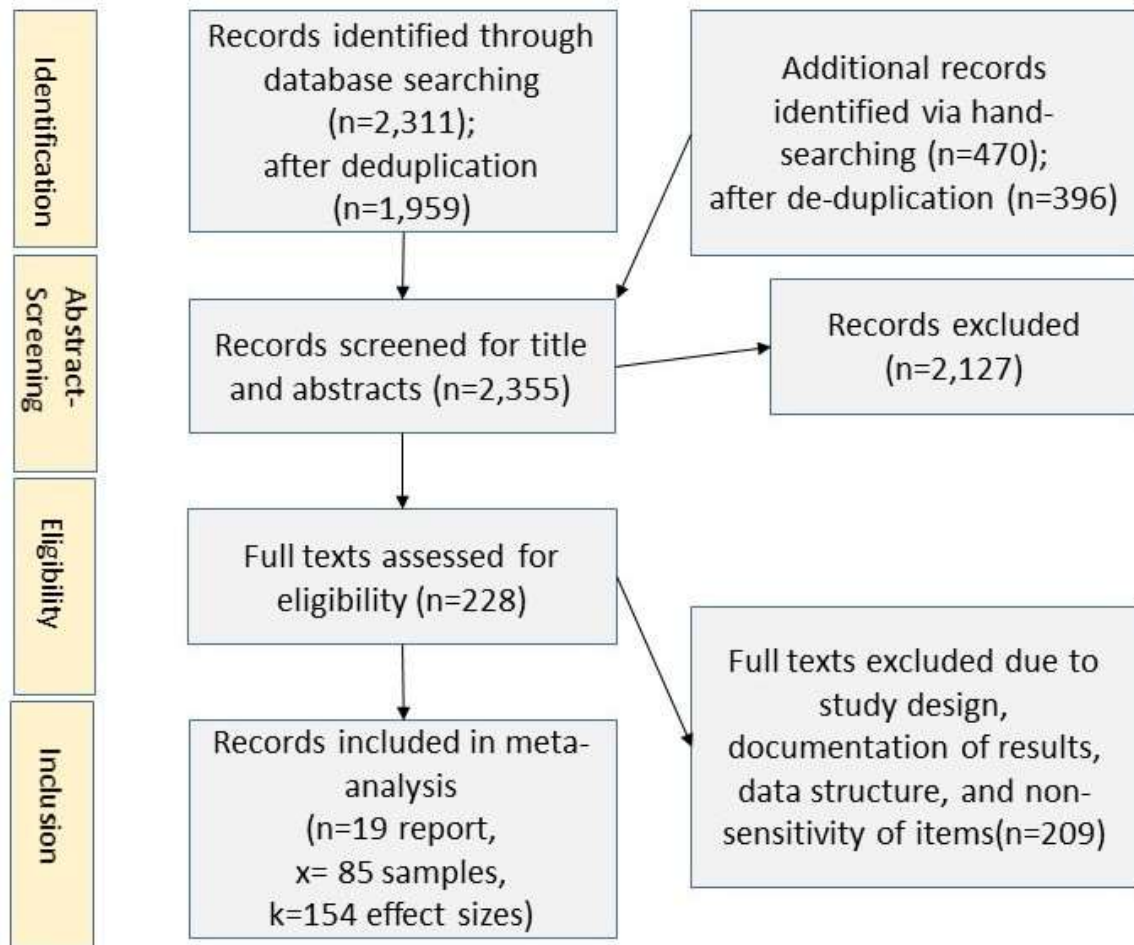 Identification
Records identified through
database searching
(n=2,311);
after deduplication
(n=1,959)
Additional records
identified via hand-
searching (n=470);
after de-duplication (n=396)
Abstract-
Screening
Records screened for title
and abstracts (n=2,355)
Records excluded
(n=2,127)
Eligibility
Full texts assessed for
eligibility (n=228)
Full texts excluded due to
study design,
documentation of results,
data structure, and non-
sensitivity of items(n=209)
Inclusion
Records included in meta-
analysis
(n=19 report,
x= 85 samples,
k=154 effect sizes)